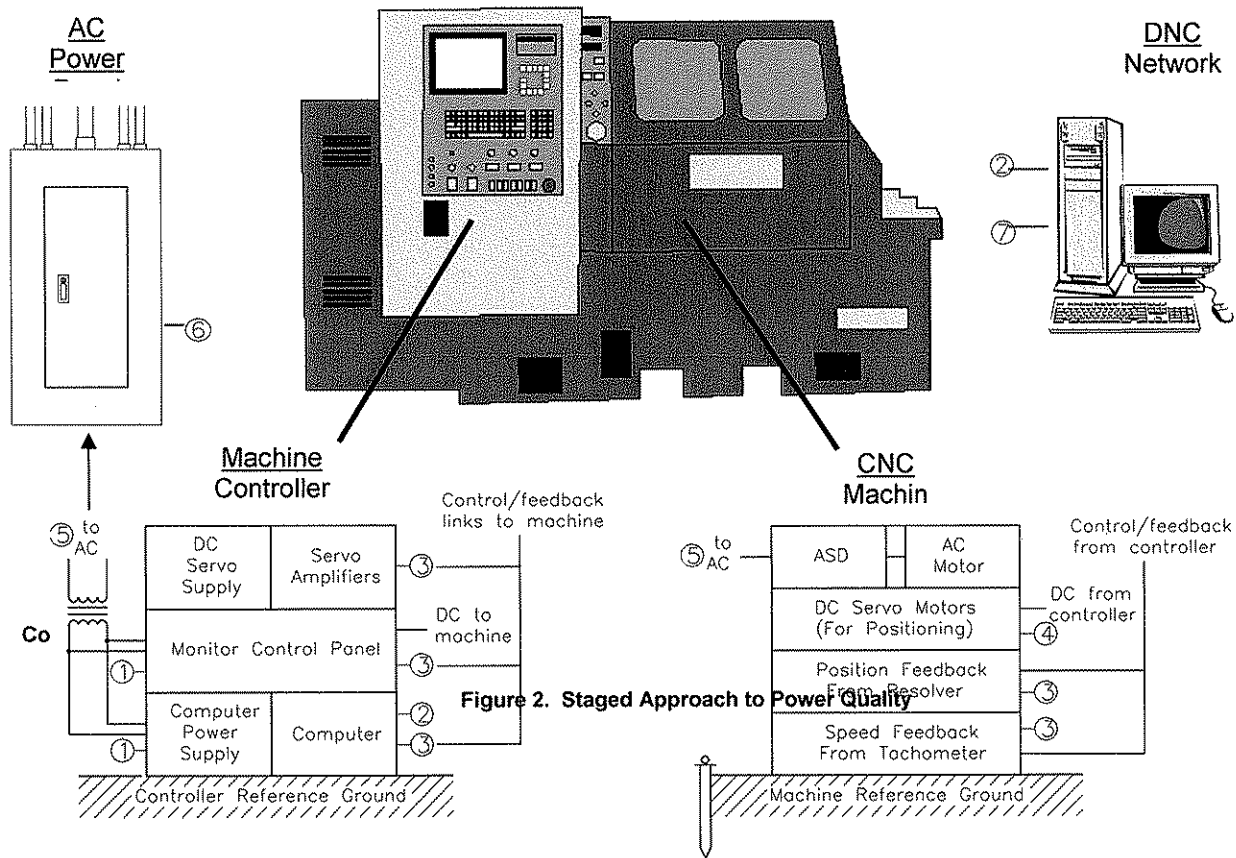 AC
Power
DNC
Network
②
⑦
⑥
Machine
Controller
CNC
Machin
⑤ to
AC
Co
DC
Servo
Supply
Servo
Amplifiers
③
Control/feedback
links to machine
Monitor Control Panel
DC to
machine
①
③
Computer
Power
Supply
Computer
②
①
③
Controller Reference Ground
⑤ to
AC
ASD
AC
Motor
Control/feedback
from controller
DC Servo Motors
(For Positioning)
DC from
controller
④
Position Feedback
From Resolver
③
Figure 2. Staged Approach to Power Quality
Speed Feedback
From Tachometer
③
Machine Reference Ground